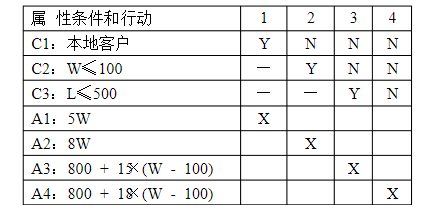 属 性条件和行动 1 2 3 4
C1: 本地客户 Y N N N
C2: W≤100 — Y N N
C3: L≤500 — — Y N
A1: 5W X
A2: 8W X
A3: 800 + 15×(W - 100) X
A4: 800 + 18×(W - 100) X